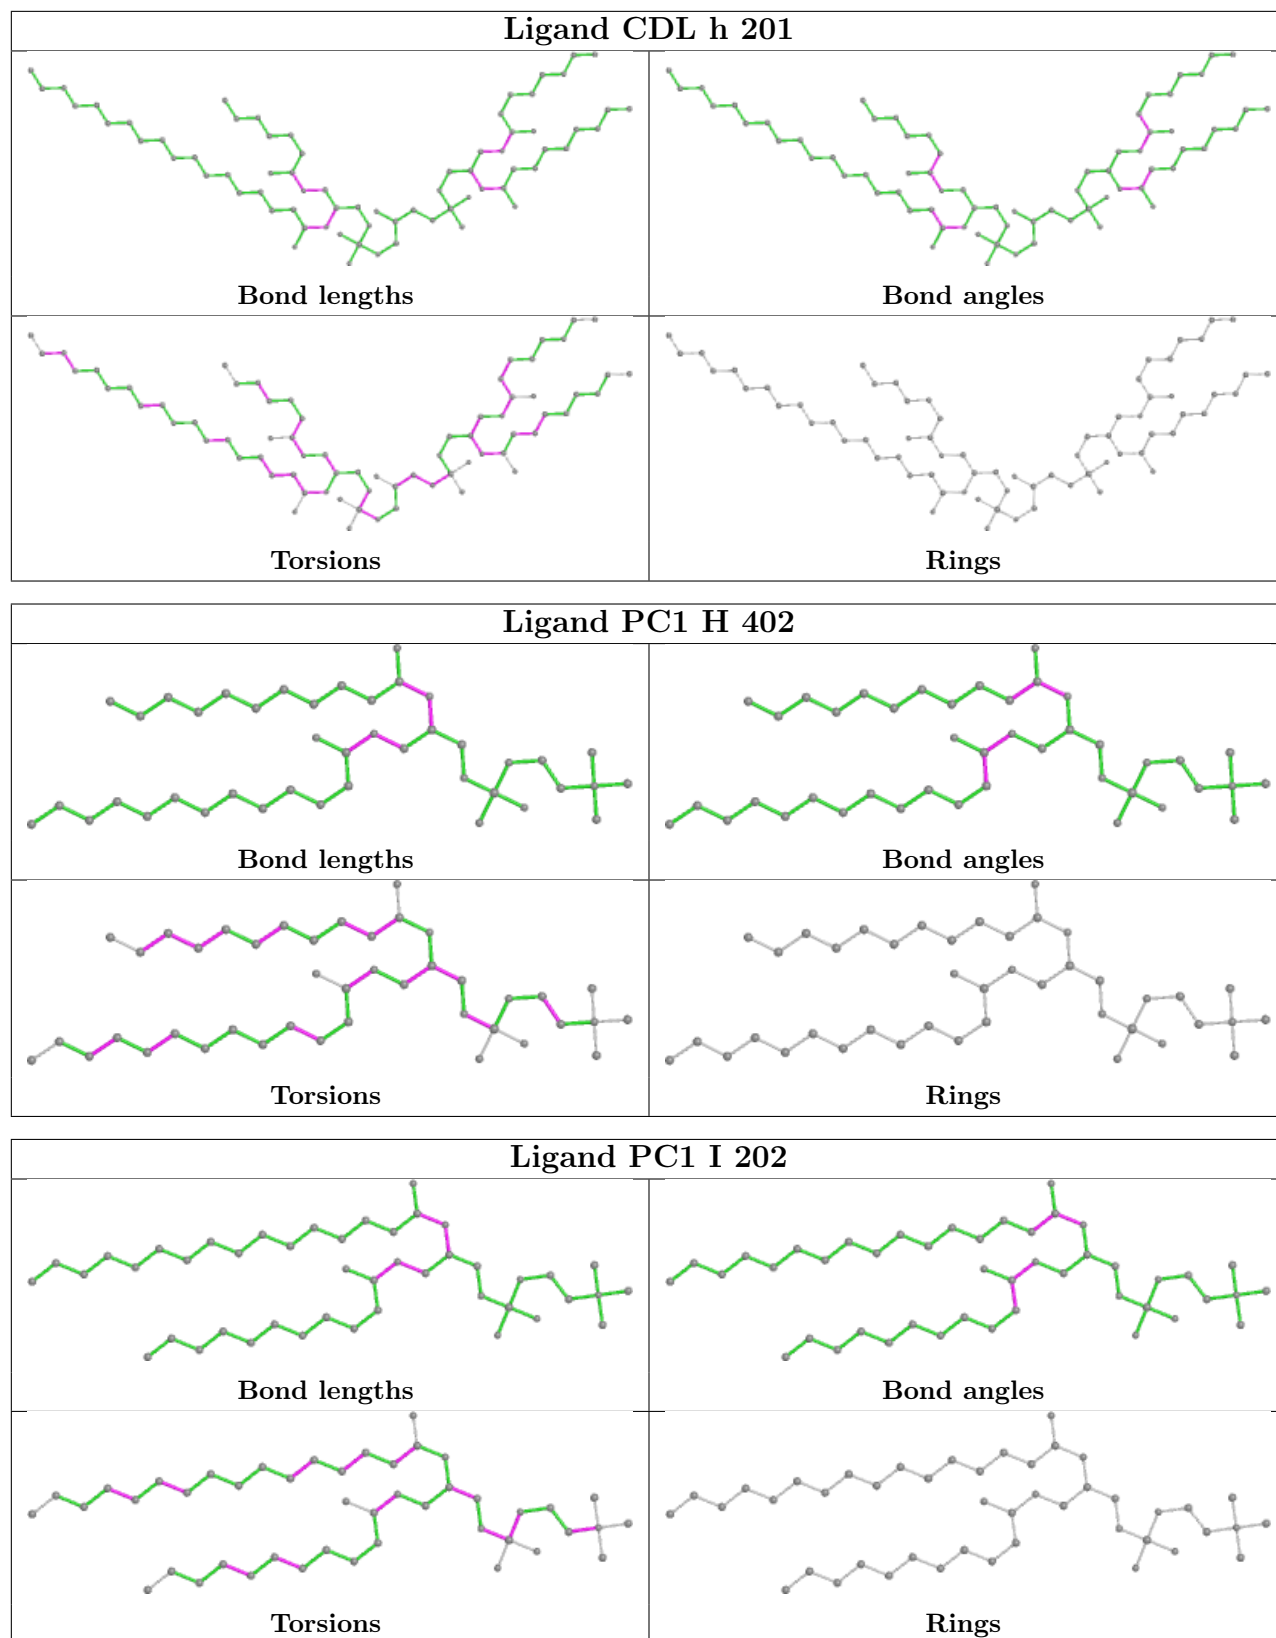 Ligand CDL h 201
Bond lengths
Bond angles
Torsions
Rings
Ligand PC1 H 402
Bond lengths
Bond angles
Torsions
Rings
Ligand PC1 I 202
Bond lengths
Bond angles
Torsions
Rings